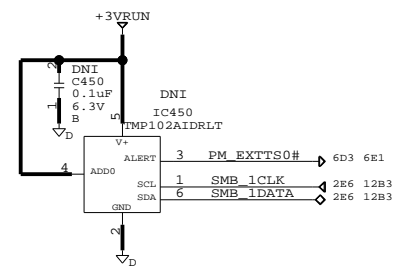 +3VRUN
2
DNI
C450
0.1uF
6.3V
B
1
D
DNI
IC450
TMP102AIDRLT
5
V+
ALERT 3 PM_EXTTS0# 6D3 6E1
4 ADD0
SCL 1 SMB_1CLK 2E6 12B3
SDA 6 SMB_1DATA 2E6 12B3
GND
2
D